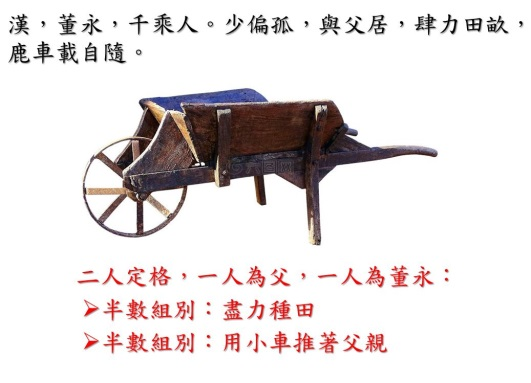 漢，董永，千乘人。少偏孤，與父居，肆力田畝，
鹿車載自隨。
二人定格，一人為父，一人為董永：
➢半數組別：盡力種田
➢半數組別：用小車推著父親